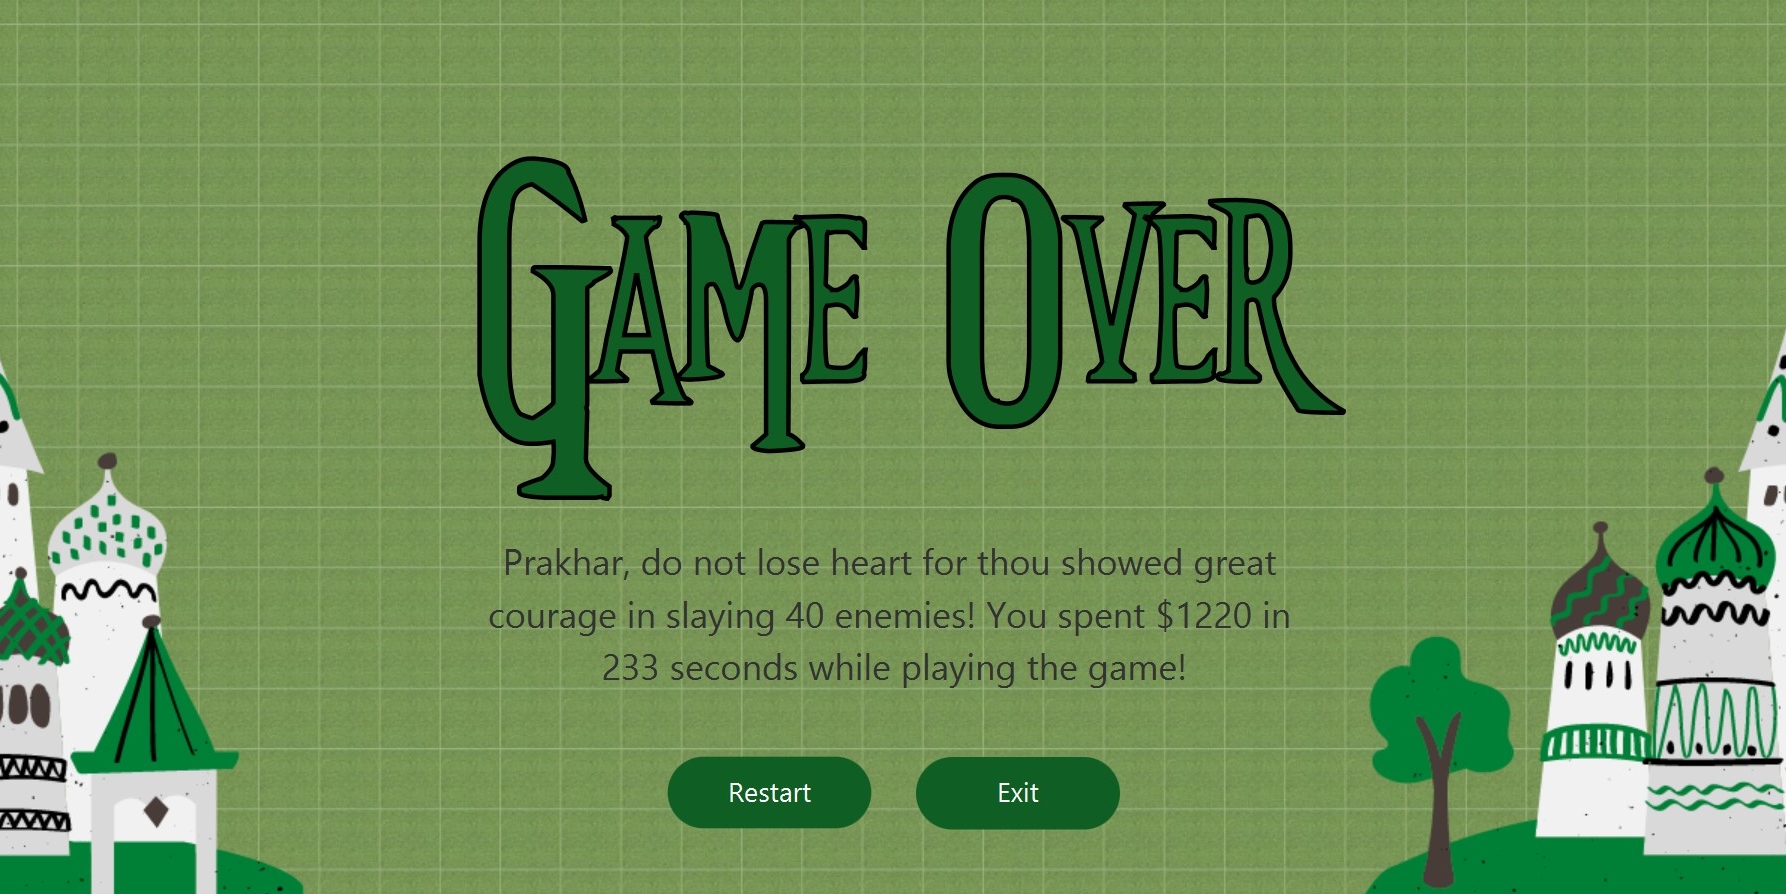 Game Over
Prakhar, do not lose heart for thou showed great
courage in slaying 40 enemies! You spent $1220 in
233 seconds while playing the game!
Restart
Exit